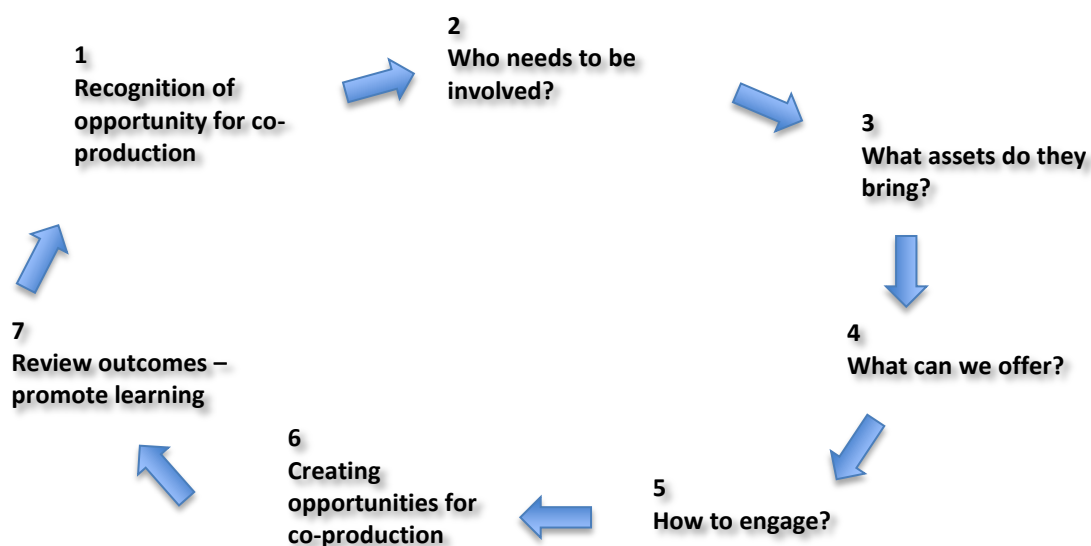 1
Recognition of
opportunity for co-
production
2
Who needs to be
involved?
3
What assets do they
bring?
4
What can we offer?
5
How to engage?
6
Creating
opportunities for
co-production
7
Review outcomes –
promote learning